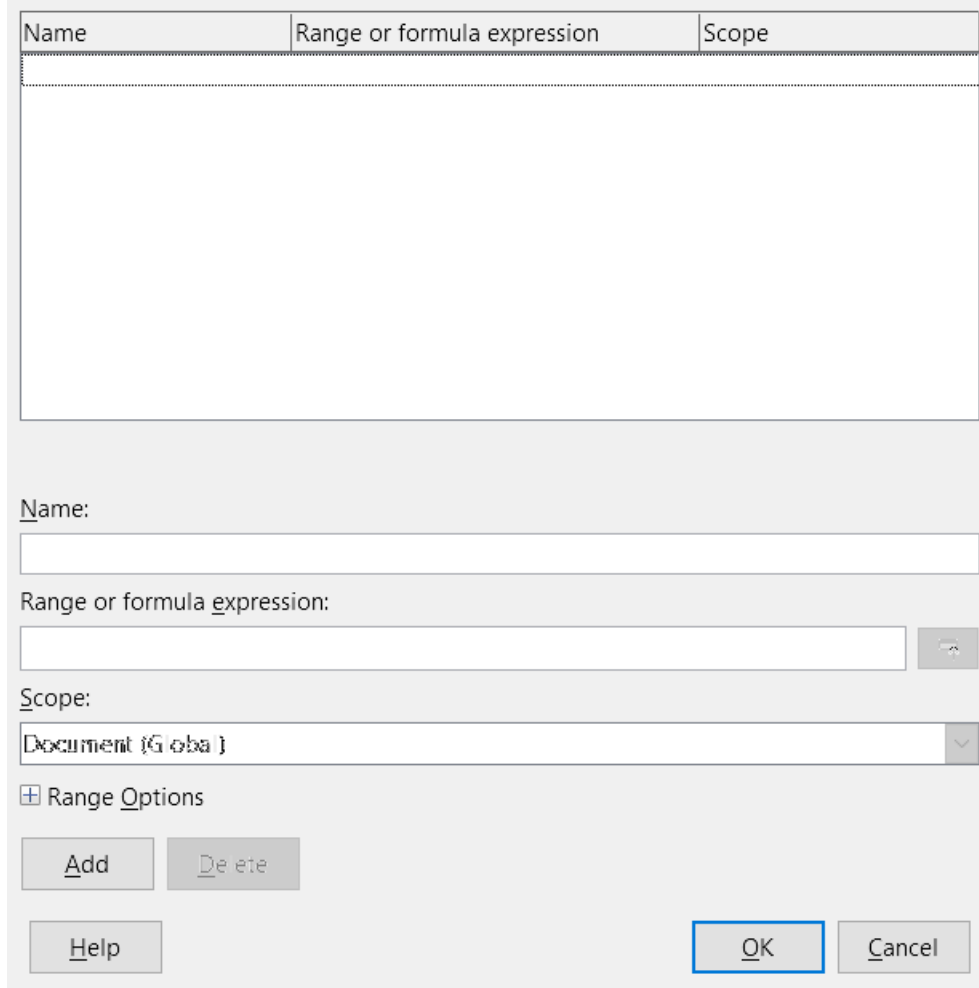 Name Range or formula expression Scope
Name:
Range or formula expression:
Scope:
Document (Global)
Range Options
Add Delete
Help OK Cancel